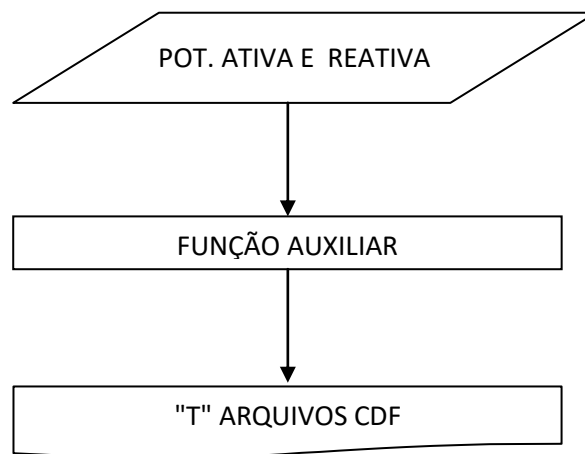 POT. ATIVA E REATIVA
FUNÇÃO AUXILIAR
"T" ARQUIVOS CDF